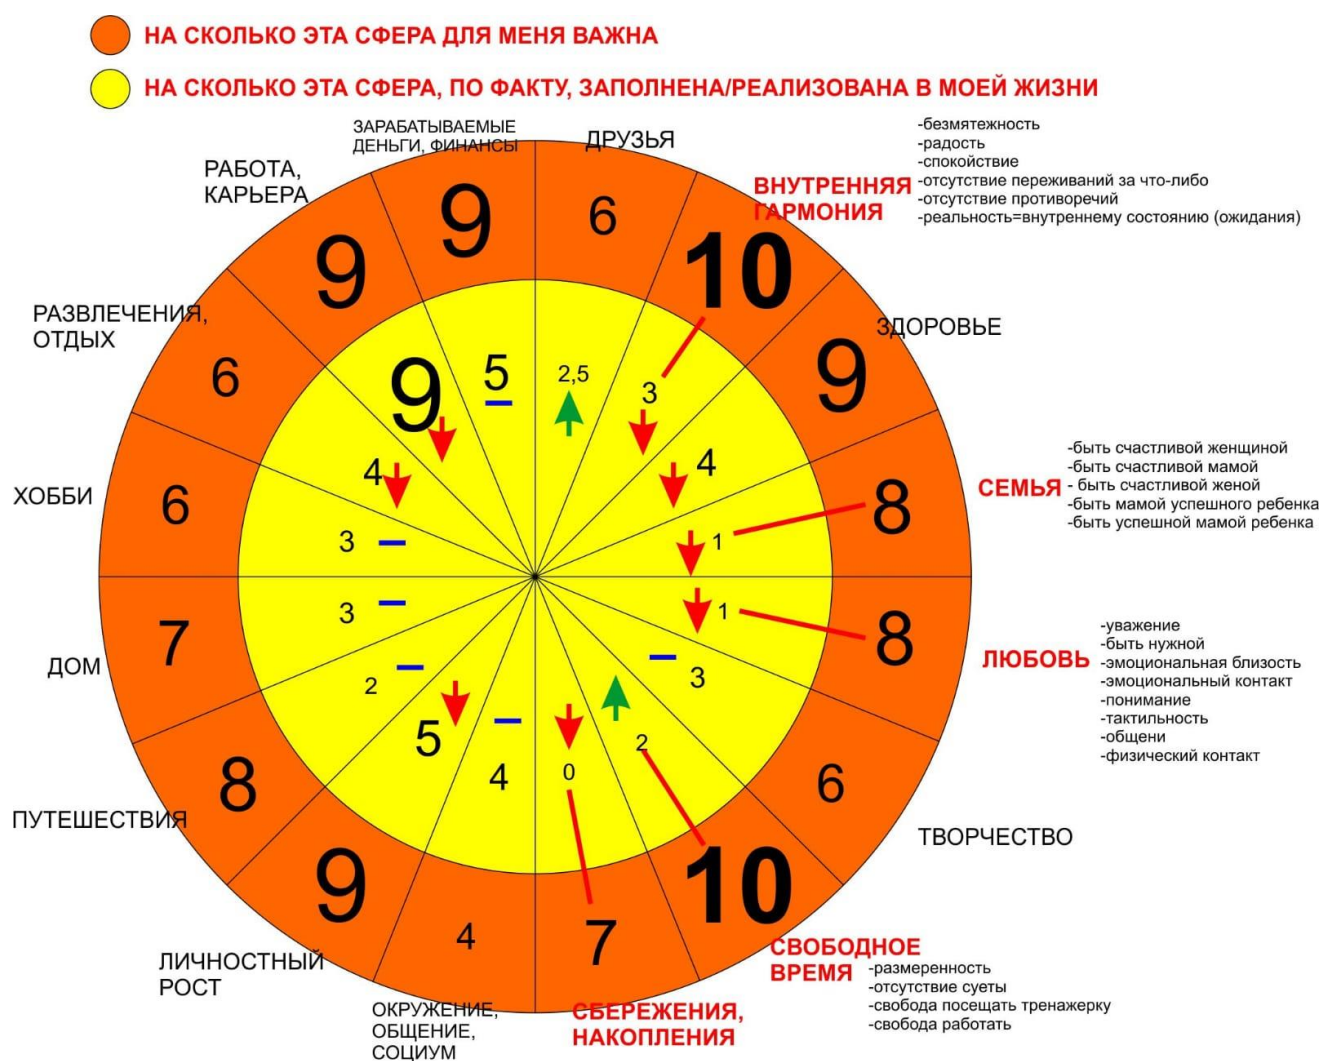 НА СКОЛЬКО ЭТА СФЕРА ДЛЯ МЕНЯ ВАЖНА
НА СКОЛЬКО ЭТА СФЕРА, ПО ФАКТУ, ЗАПОЛНЕНА/РЕАЛИЗОВАНА В МОЕЙ ЖИЗНИ
ЗАРАБАТЫВАЕМЫЕ
ДЕНЬГИ, ФИНАНСЫ
9
5
ДРУЗЬЯ
6
2,5
ВНУТРЕННЯЯ
ГАРМОНИЯ
-безмятежность
-радость
-спокойствие
-отсутствие переживаний за что-либо
-отсутствие противоречий
-реальность=внутреннему состоянию (ожидания)
10
3
ЗДОРОВЬЕ
9
4
СЕМЬЯ
-быть счастливой женщиной
-быть счастливой мамой
- быть счастливой женой
-быть мамой успешного ребенка
-быть успешной мамой ребенка
8
1
ЛЮБОВЬ
-уважение
-быть нужной
-эмоциональная близость
-эмоциональный контакт
-понимание
-тактильность
-общени
-физический контакт
8
1
ТВОРЧЕСТВО
6
3
СВОБОДНОЕ
ВРЕМЯ
-размеренность
-отсутствие суеты
-свобода посещать тренажерку
-свобода работать
10
2
СБЕРЕЖЕНИЯ,
НАКОПЛЕНИЯ
7
0
ОКРУЖЕНИЕ,
ОБЩЕНИЕ,
СОЦИУМ
4
4
ЛИЧНОСТНЫЙ
РОСТ
9
5
ПУТЕШЕСТВИЯ
8
2
ДОМ
7
3
ХОББИ
6
3
РАЗВЛЕЧЕНИЯ,
ОТДЫХ
6
4
РАБОТА,
КАРЬЕРА
9
9